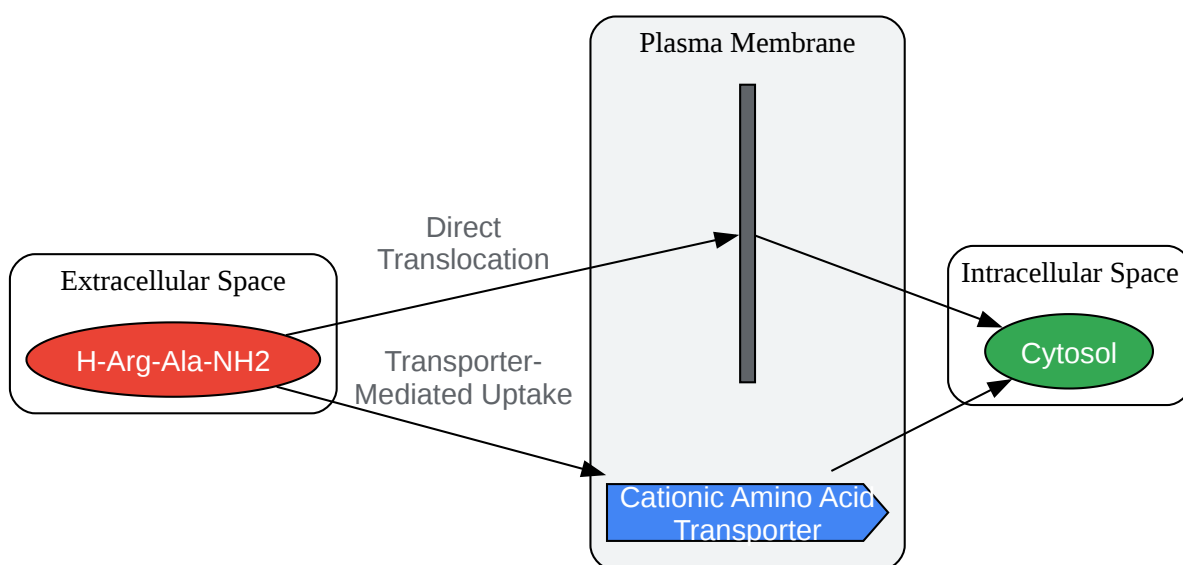 Plasma Membrane
Direct
Translocation
Extracellular Space
Intracellular Space
H-Arg-Ala-NH2
Cytosol
Transporter-
Mediated Uptake
Cationic Amino Acid
Transporter